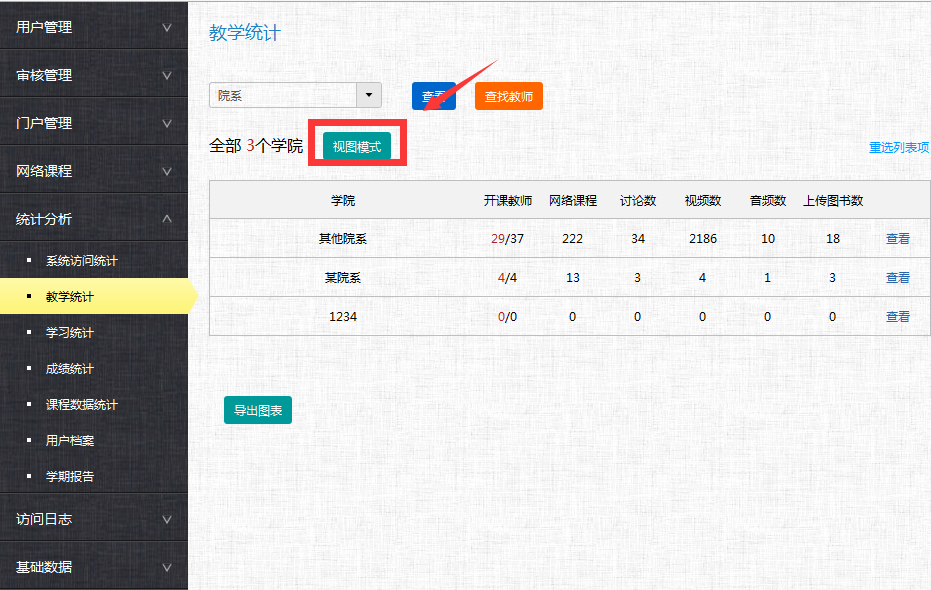 用户管理
审核管理
门户管理
网络课程
统计分析
系统访问统计
教学统计
学习统计
成绩统计
课程数据统计
用户档案
学期报告
访问日志
基础数据
教学统计
院系 查看 查找教师
全部 3个学院 视图模式 重选列表项
学院 开课教师 网络课程 讨论数 视频数 音频数 上传图书数
其他院系 29/37 222 34 2186 10 18 查看
某院系 4/4 13 3 4 1 3 查看
1234 0/0 0 0 0 0 0 查看
导出图表